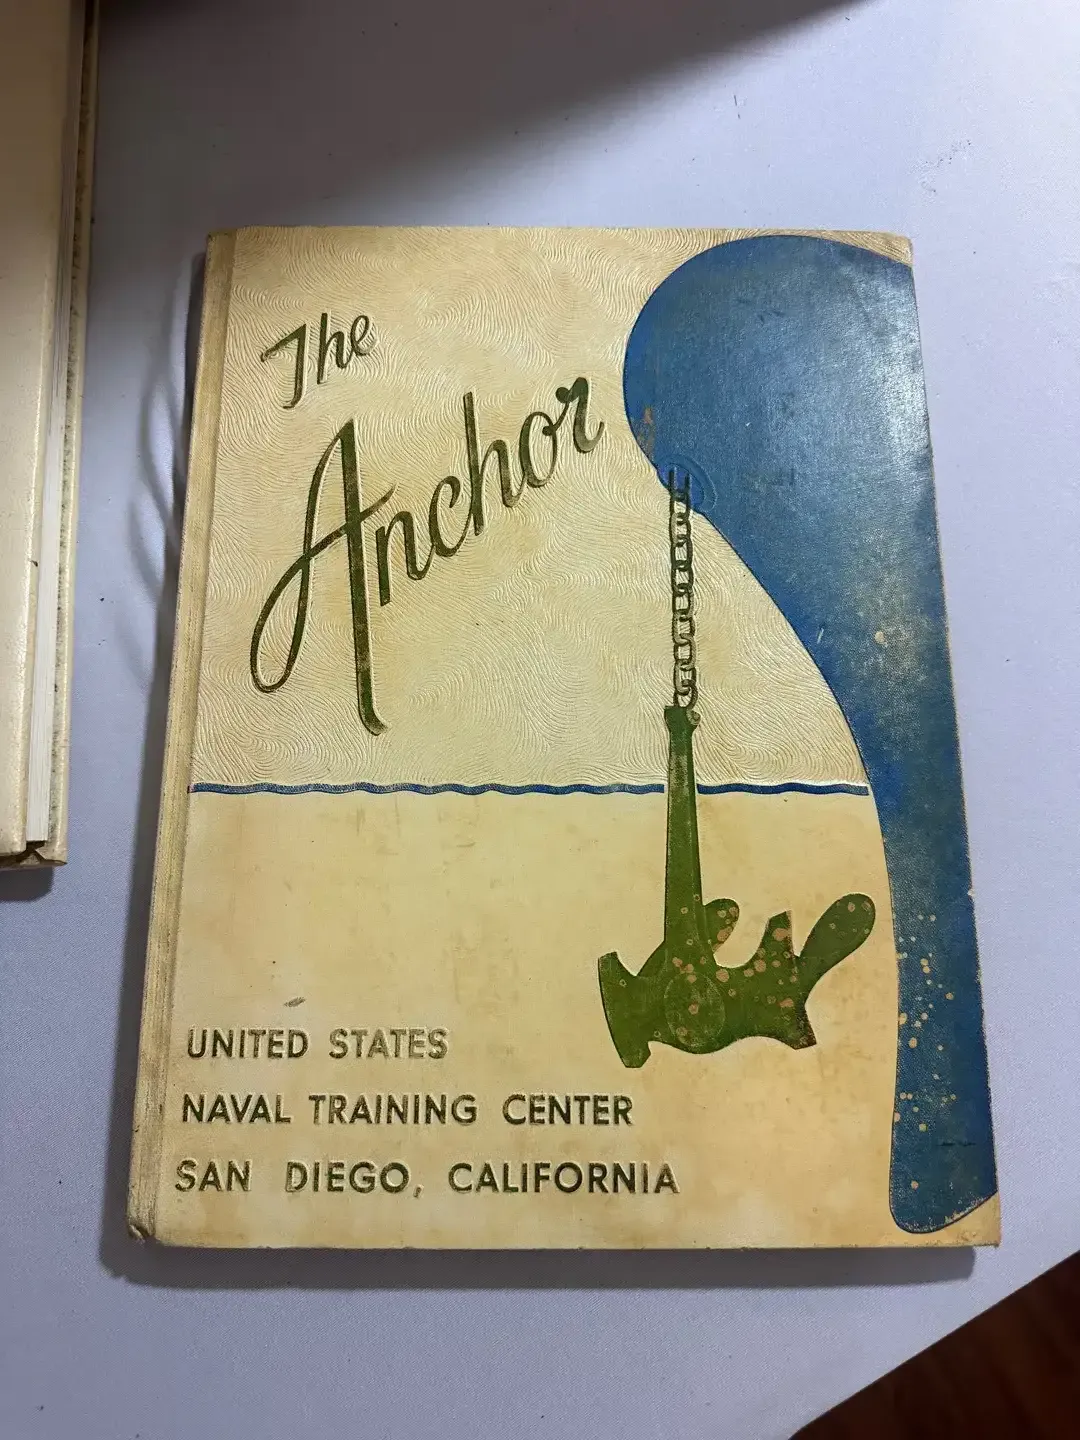 The
Anchor
UNITED STATES
NAVAL TRAINING CENTER
SAN DIEGO, CALIFORNIA